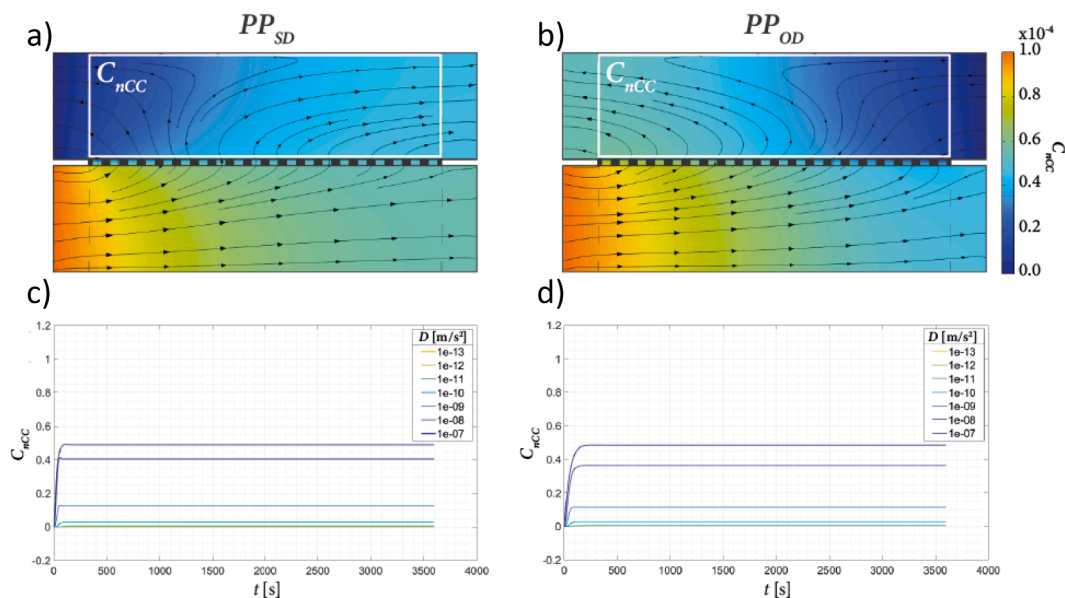 a)
PP_SD
b)
PP_OD
x10⁻⁴
C_nCC
C_nCC
1.0
0.8
0.6
0.4
0.2
0.0
C_nCC
c)
d)
1.2
1
0.8
0.6
0.4
0.2
0
-0.2
C_nCC
D [m/s²]
1e-13
1e-12
1e-11
1e-10
1e-09
1e-08
1e-07
0 500 1000 1500 2000 2500 3000 3500 4000
t [s]
1.2
1
0.8
0.6
0.4
0.2
0
-0.2
C_nCC
D [m/s²]
1e-13
1e-12
1e-11
1e-10
1e-09
1e-08
1e-07
0 500 1000 1500 2000 2500 3000 3500 4000
t [s]